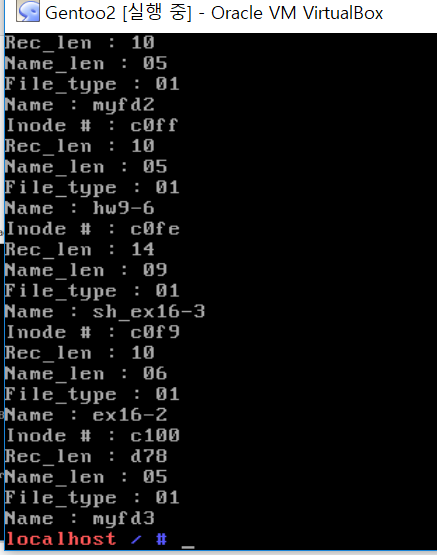 Gentoo2 [실행 중] - Oracle VM VirtualBox
Rec_len : 10
Name_len : 05
File_type : 01
Name : myfd2
Inode # : c0ff
Rec_len : 10
Name_len : 05
File_type : 01
Name : hw9-6
Inode # : c0fe
Rec_len : 14
Name_len : 09
File_type : 01
Name : sh_ex16-3
Inode # : c0f9
Rec_len : 10
Name_len : 06
File_type : 01
Name : ex16-2
Inode # : c100
Rec_len : d78
Name_len : 05
File_type : 01
Name : myfd3
localhost / # _